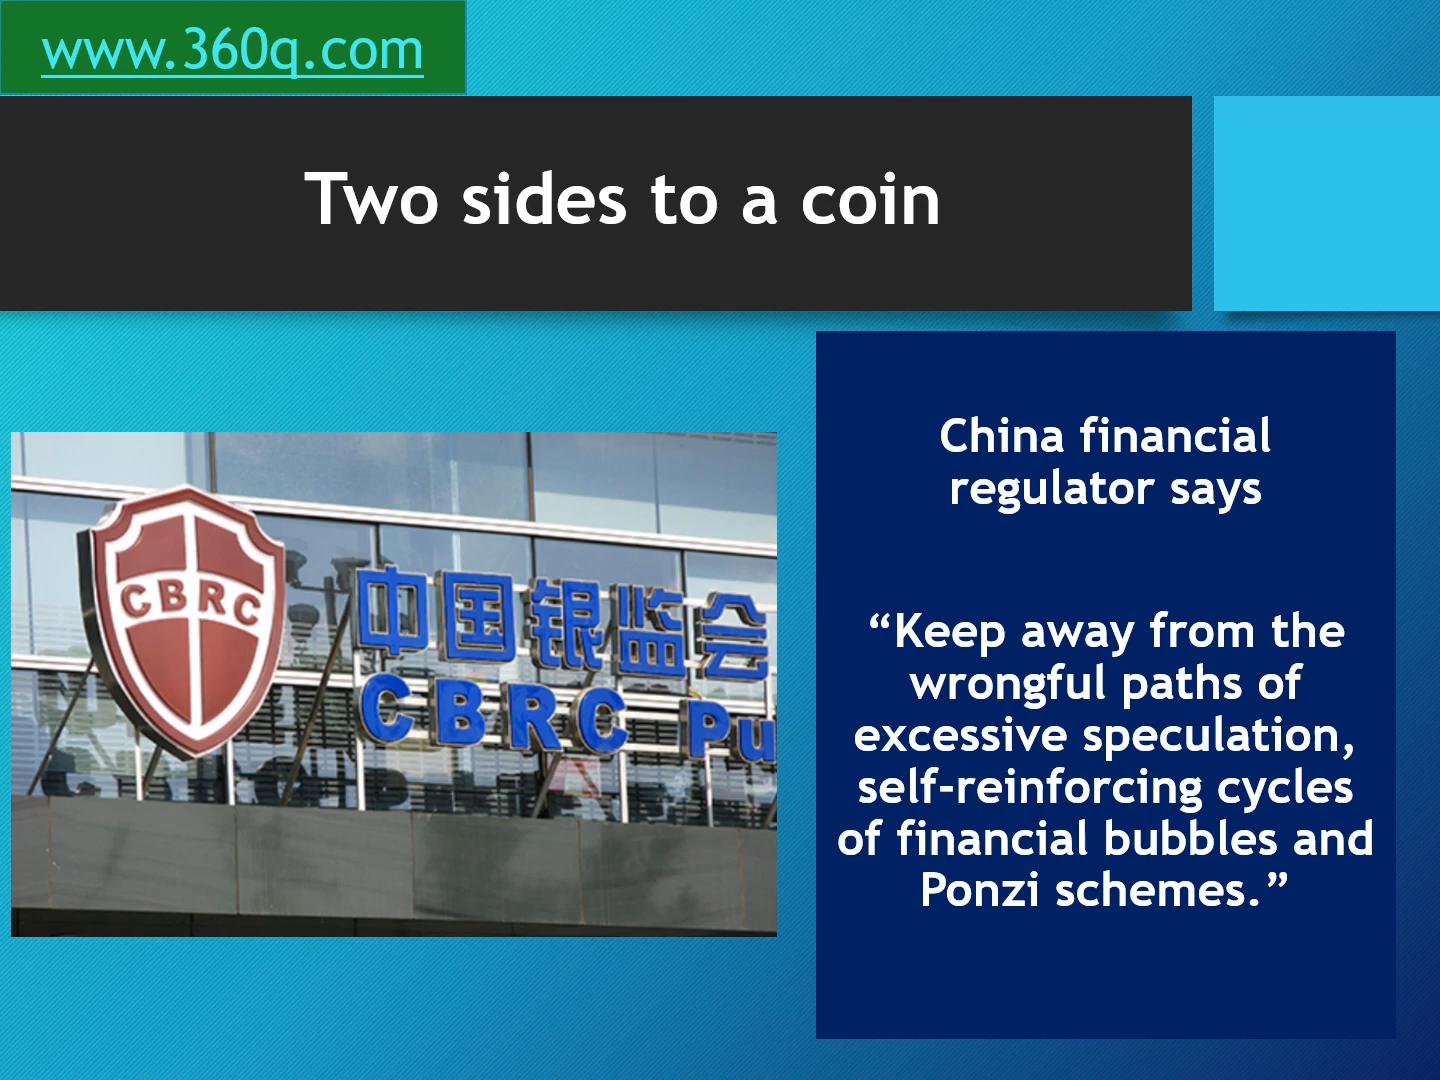 www.360q.com
Two sides to a coin
CBRC
中国银监会
CBRC Pu
China financial
regulator says
“Keep away from the
wrongful paths of
excessive speculation,
self-reinforcing cycles
of financial bubbles and
Ponzi schemes.”